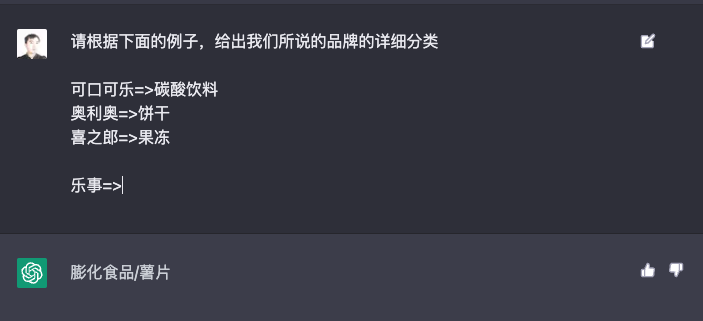 请根据下面的例子，给出我们所说的品牌的详细分类
可口可乐=>碳酸饮料
奥利奥=>饼干
喜之郎=>果冻
乐事=>
膨化食品/薯片